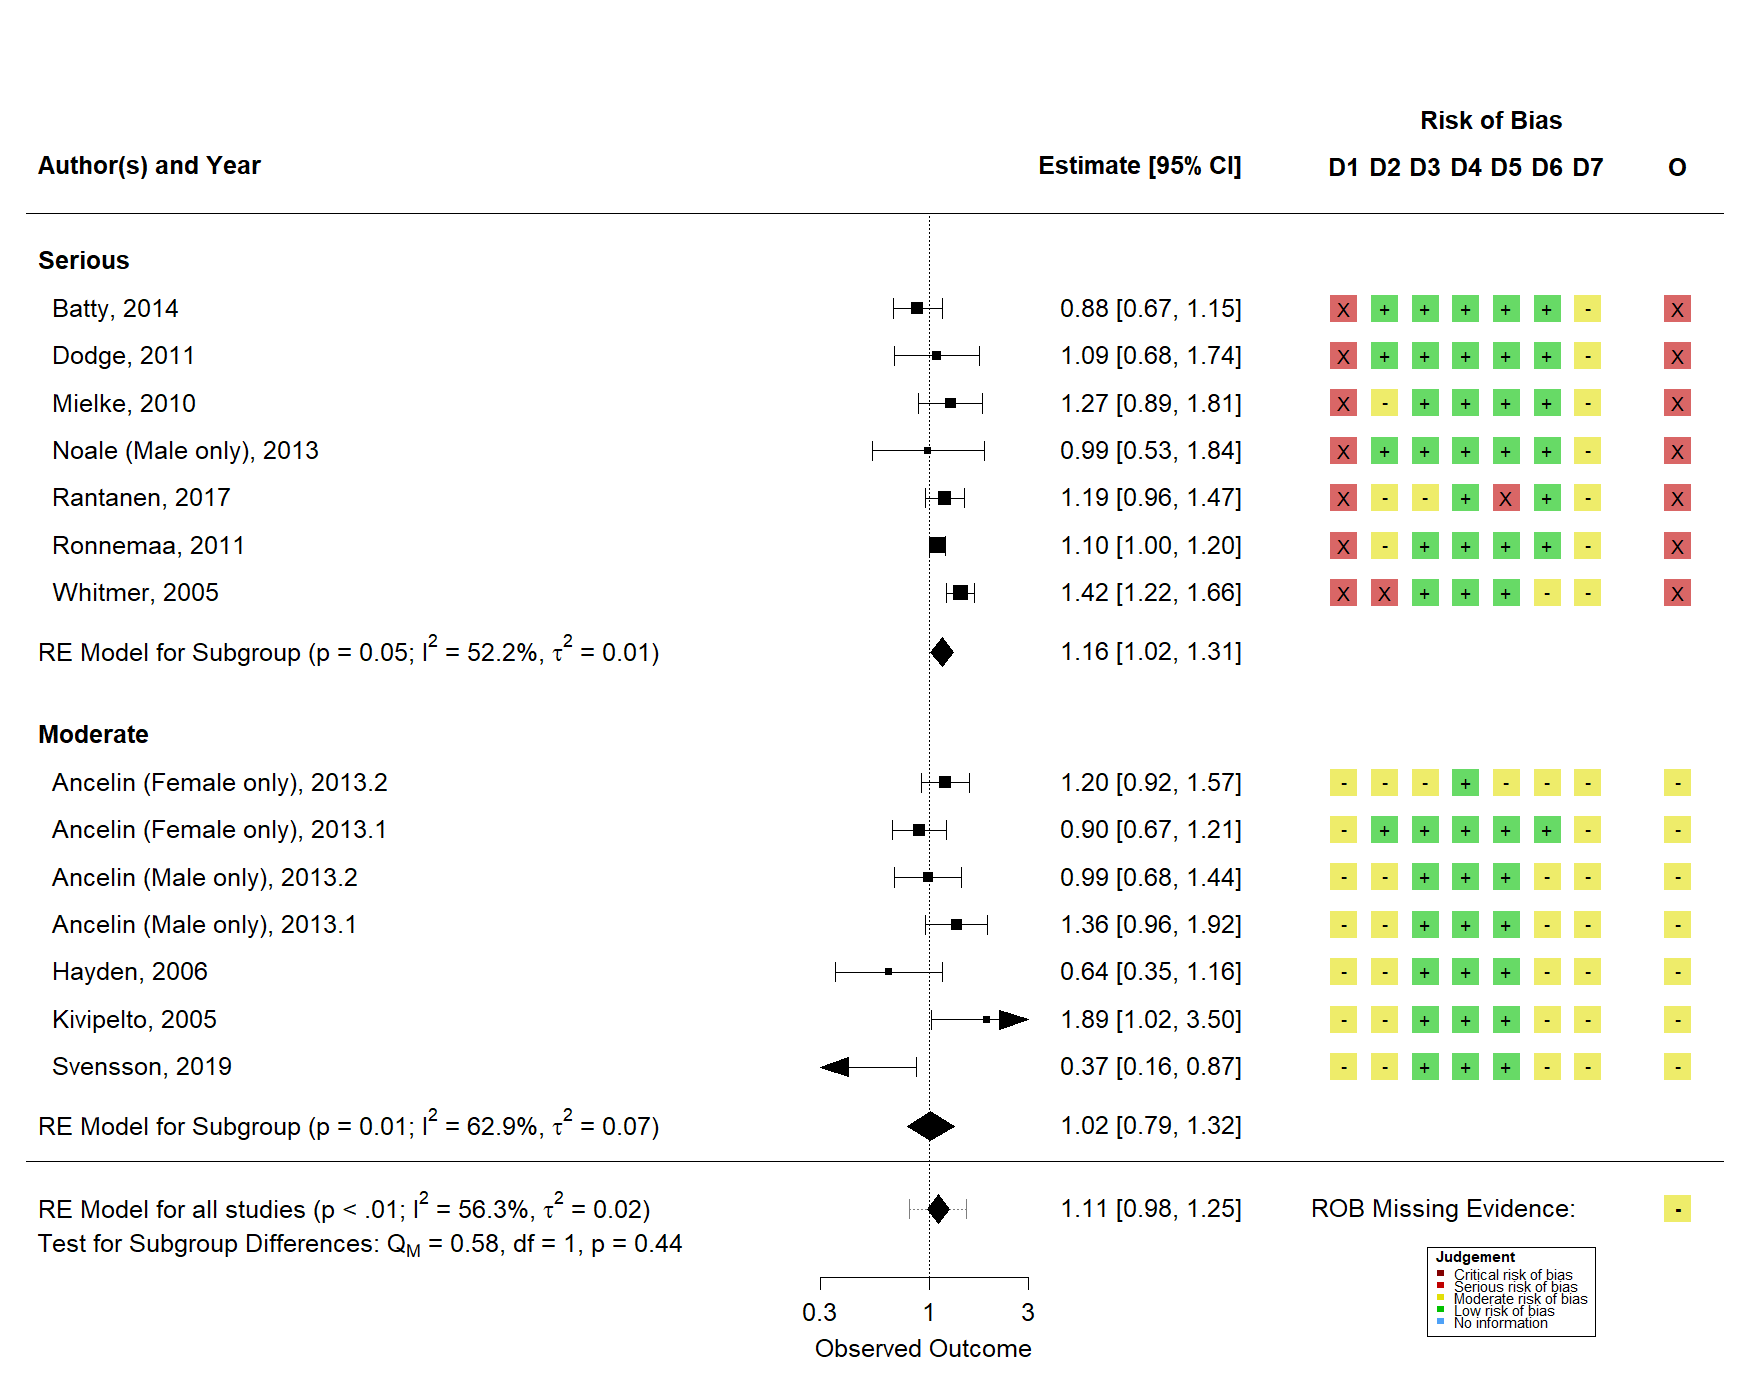 Risk of Bias
Author(s) and Year Estimate [95% CI] D1 D2 D3 D4 D5 D6 D7 O
Serious
Batty, 2014 0.88 [0.67, 1.15] X + + + + + - X
Dodge, 2011 1.09 [0.68, 1.74] X + + + + + - X
Mielke, 2010 1.27 [0.89, 1.81] X - + + + + - X
Noale (Male only), 2013 0.99 [0.53, 1.84] X + + + + + - X
Rantanen, 2017 1.19 [0.96, 1.47] X - - + X + - X
Ronnemaa, 2011 1.10 [1.00, 1.20] X - + + + + - X
Whitmer, 2005 1.42 [1.22, 1.66] X X + + + - - X
RE Model for Subgroup (p = 0.05; I² = 52.2%, τ² = 0.01) 1.16 [1.02, 1.31]
Moderate
Ancelin (Female only), 2013.2 1.20 [0.92, 1.57] - - - + - - - -
Ancelin (Female only), 2013.1 0.90 [0.67, 1.21] - + + + + + - -
Ancelin (Male only), 2013.2 0.99 [0.68, 1.44] - - + + + - - -
Ancelin (Male only), 2013.1 1.36 [0.96, 1.92] - - + + + - - -
Hayden, 2006 0.64 [0.35, 1.16] - - + + + - - -
Kivipelto, 2005 1.89 [1.02, 3.50] - - + + + - - -
Svensson, 2019 0.37 [0.16, 0.87] - - + + + - - -
RE Model for Subgroup (p = 0.01; I² = 62.9%, τ² = 0.07) 1.02 [0.79, 1.32]
RE Model for all studies (p < .01; I² = 56.3%, τ² = 0.02) 1.11 [0.98, 1.25] ROB Missing Evidence: -
Test for Subgroup Differences: Q_M = 0.58, df = 1, p = 0.44
Judgement
Critical risk of bias
Serious risk of bias
Moderate risk of bias
Low risk of bias
No information
0.3 1 3
Observed Outcome